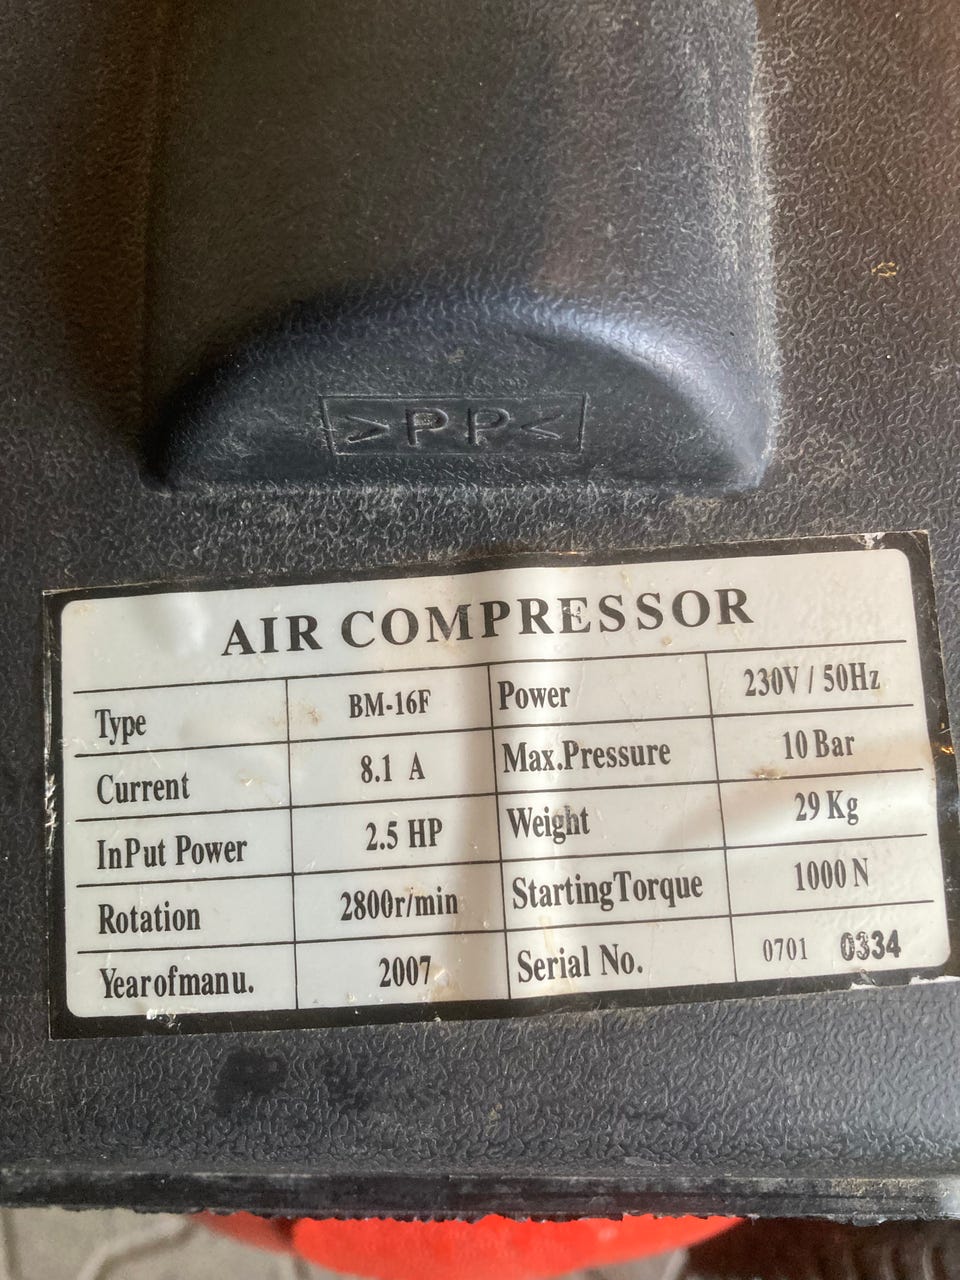 >PP<
AIR COMPRESSOR
Type BM-16F Power 230V / 50Hz
Current 8.1 A Max.Pressure 10 Bar
InPut Power 2.5 HP Weight 29 Kg
Rotation 2800r/min StartingTorque 1000 N
Yearofmanu. 2007 Serial No. 0701 0334